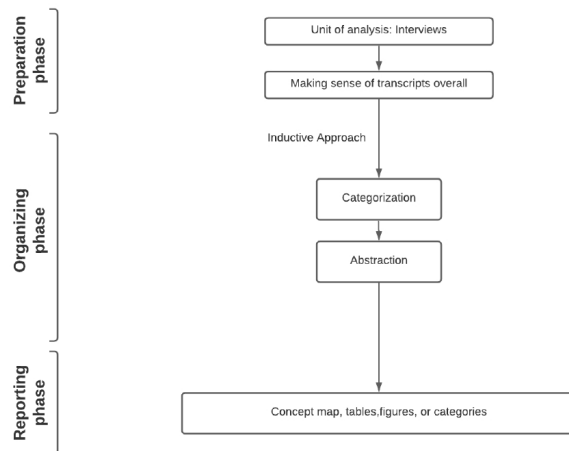 Preparation
phase
Unit of analysis: Interviews
Making sense of transcripts overall
Inductive Approach
Organizing
phase
Categorization
Abstraction
Reporting
phase
Concept map, tables,figures, or categories